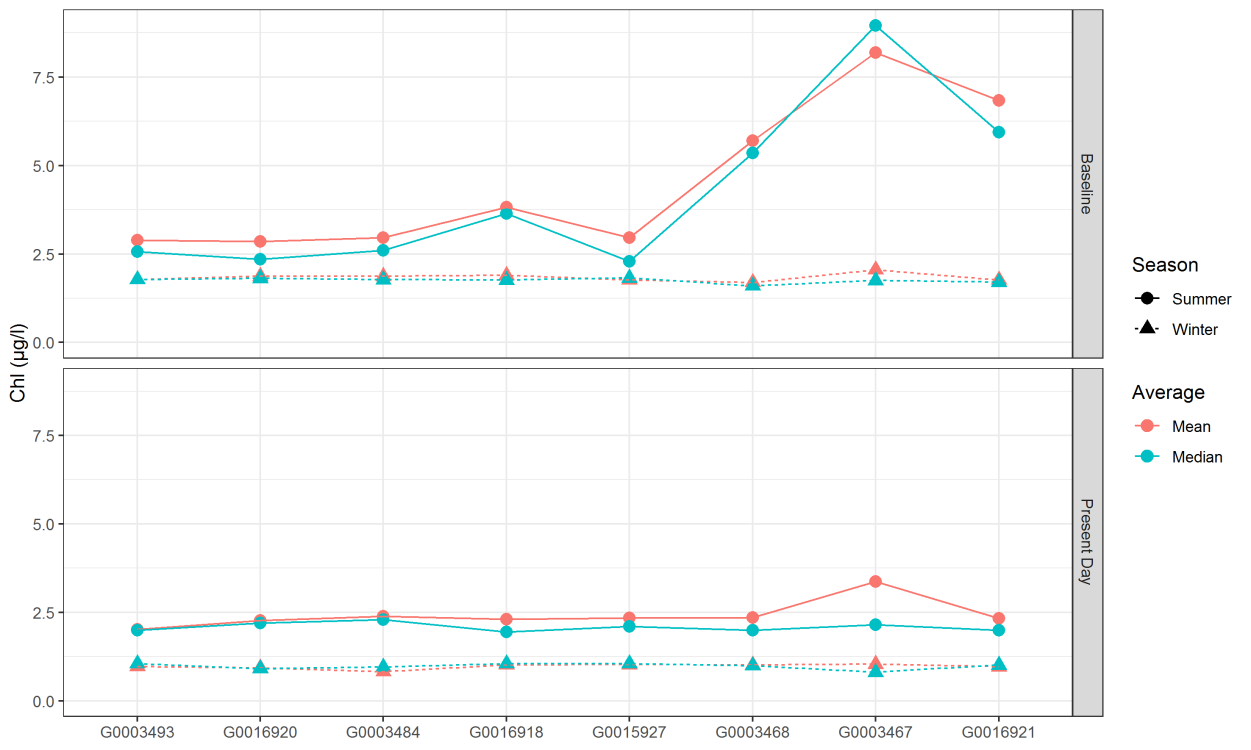 Chl (µg/l)
7.5
5.0
2.5
0.0
Baseline
7.5
5.0
2.5
0.0
Present Day
G0003493 G0016920 G0003484 G0016918 G0015927 G0003468 G0003467 G0016921
Season
Summer
Winter
Average
Mean
Median